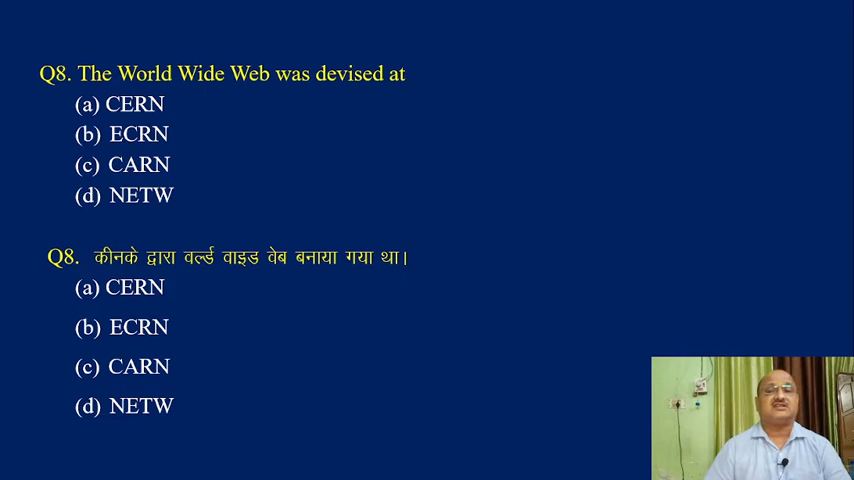 Q8. The World Wide Web was devised at
(a) CERN
(b) ECRN
(c) CARN
(d) NETW
Q8. कीनके द्वारा वर्ल्ड वाइड वेब बनाया गया था।
(a) CERN
(b) ECRN
(c) CARN
(d) NETW